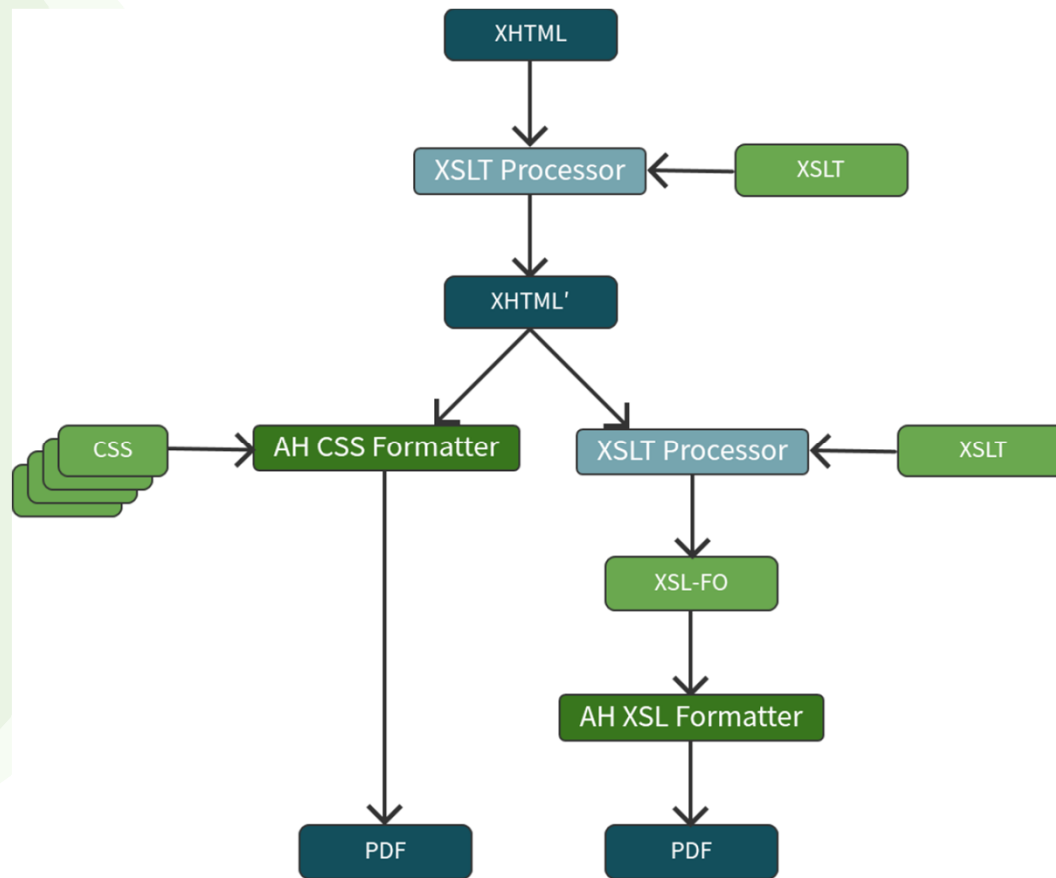 XHTML
XSLT Processor
XSLT
XHTML'
CSS
AH CSS Formatter
XSLT Processor
XSLT
XSL-FO
AH XSL Formatter
PDF
PDF